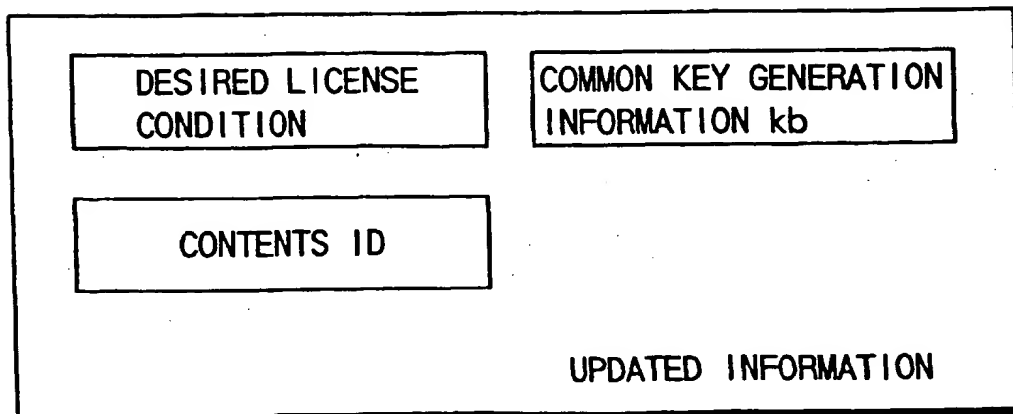 DESIRED LICENSE
CONDITION
COMMON KEY GENERATION
INFORMATION kb
CONTENTS ID
UPDATED INFORMATION